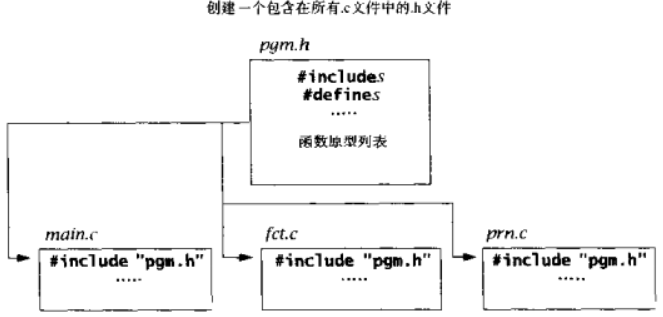 创建一个包含在所有.c文件中的.h文件
pgm.h
#includes
#defines
.....
函数原型列表
main.c
fct.c
prn.c
#include "pgm.h"
#include "pgm.h"
#include "pgm.h"
.....
.....
.....